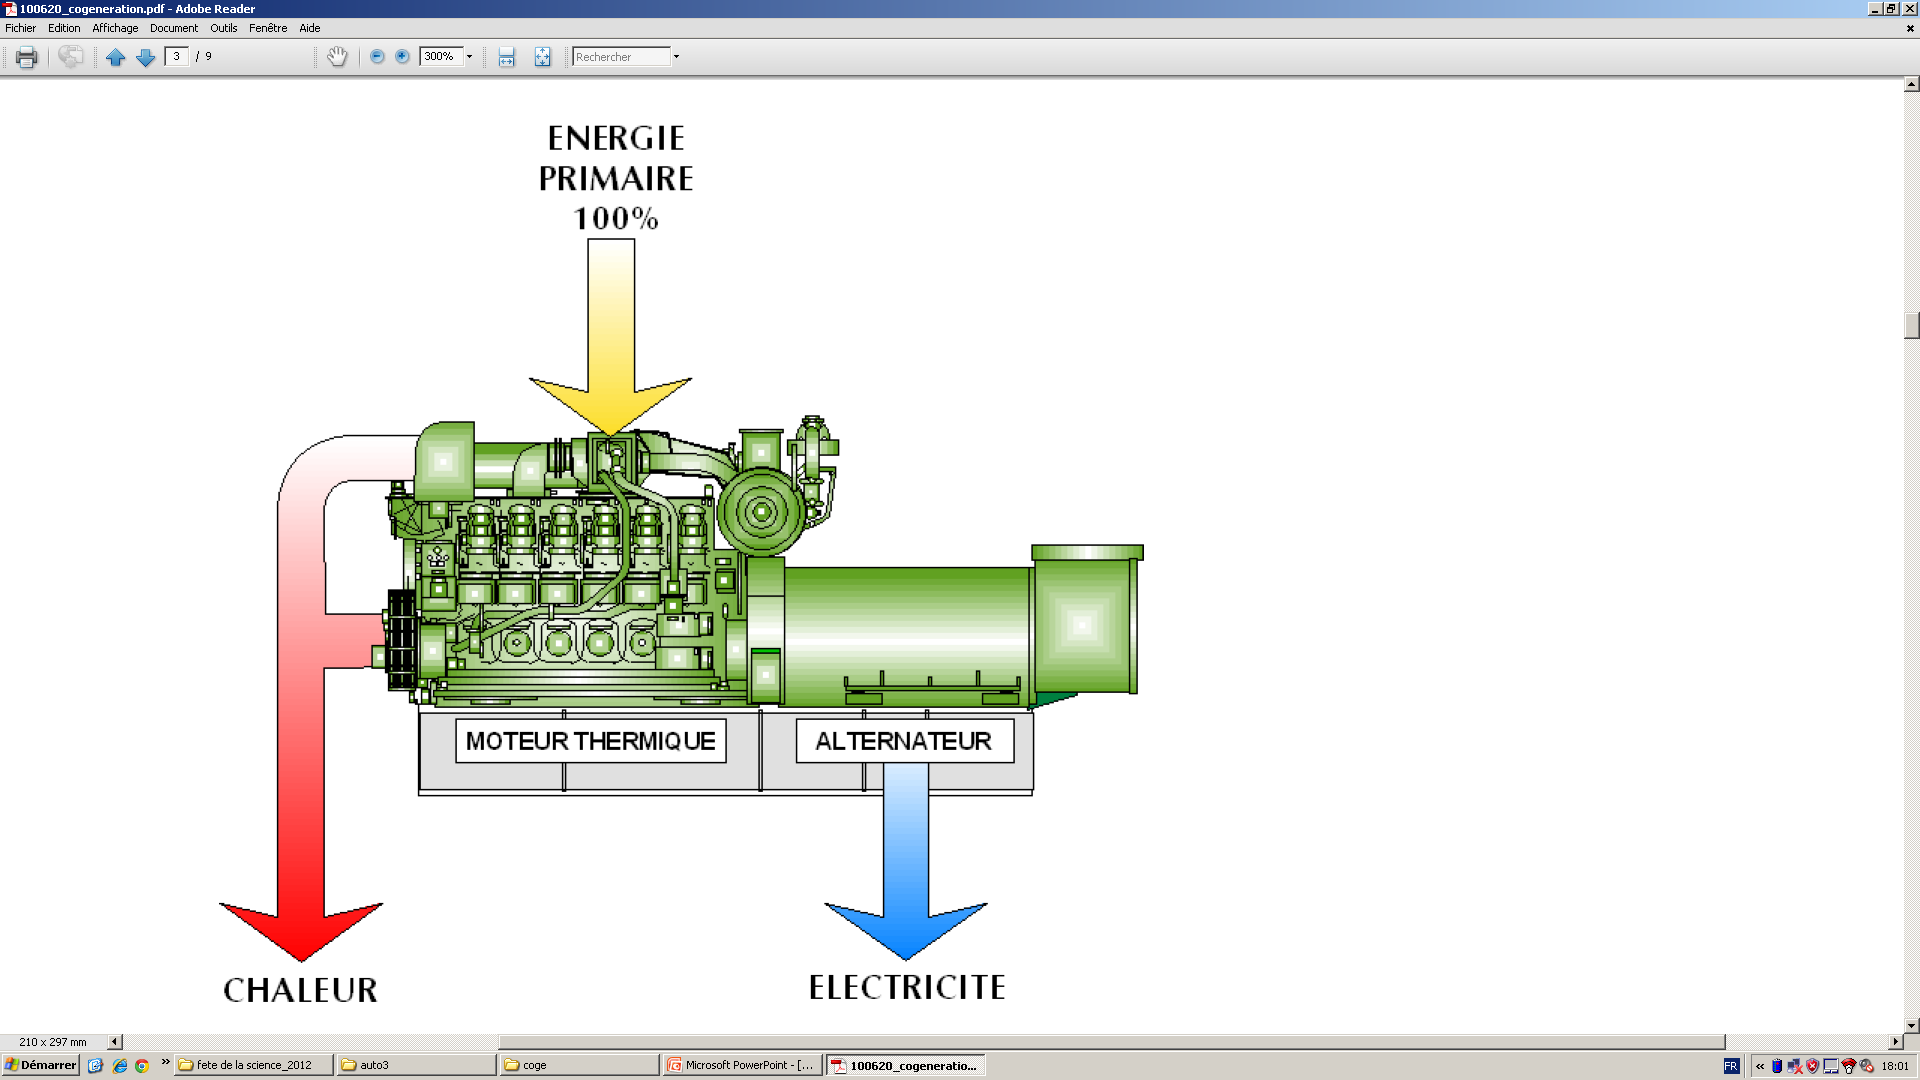 100620_cogeneration.pdf - Adobe Reader
Fichier Edition Affichage Document Outils Fenêtre Aide
3 / 9 300% Rechercher
ENERGIE
PRIMAIRE
100%
MOTEUR THERMIQUE
ALTERNATEUR
CHALEUR
ELECTRICITE
210 x 297 mm
Démarrer » fete de la science_2012 auto3 coge Microsoft PowerPoint - [... 100620_cogeneratio... FR « 18:01